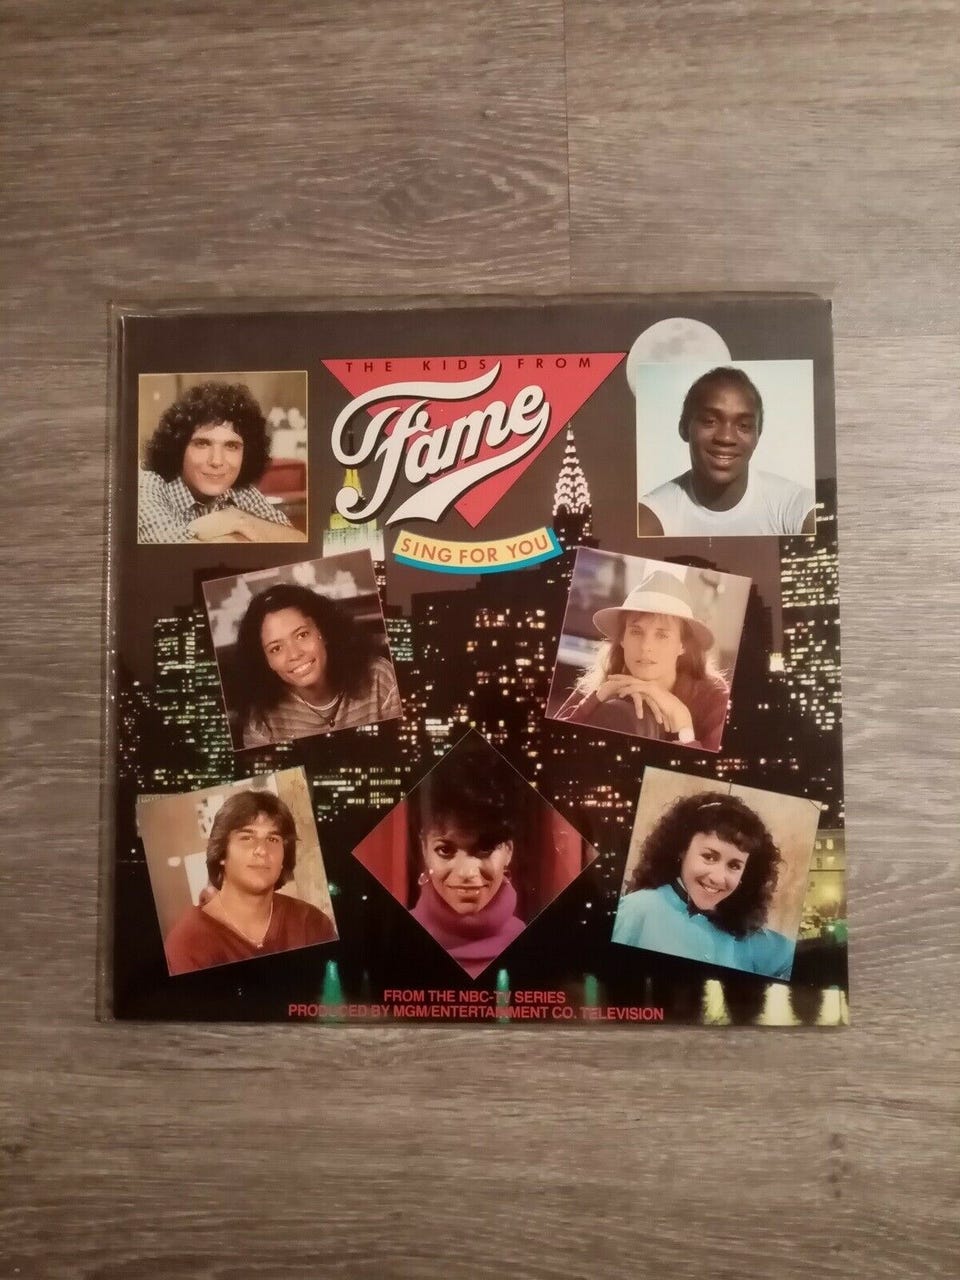 THE KIDS FROM
Fame
SING FOR YOU
FROM THE NBC-TV SERIES
PRODUCED BY MGM/ENTERTAINMENT CO. TELEVISION